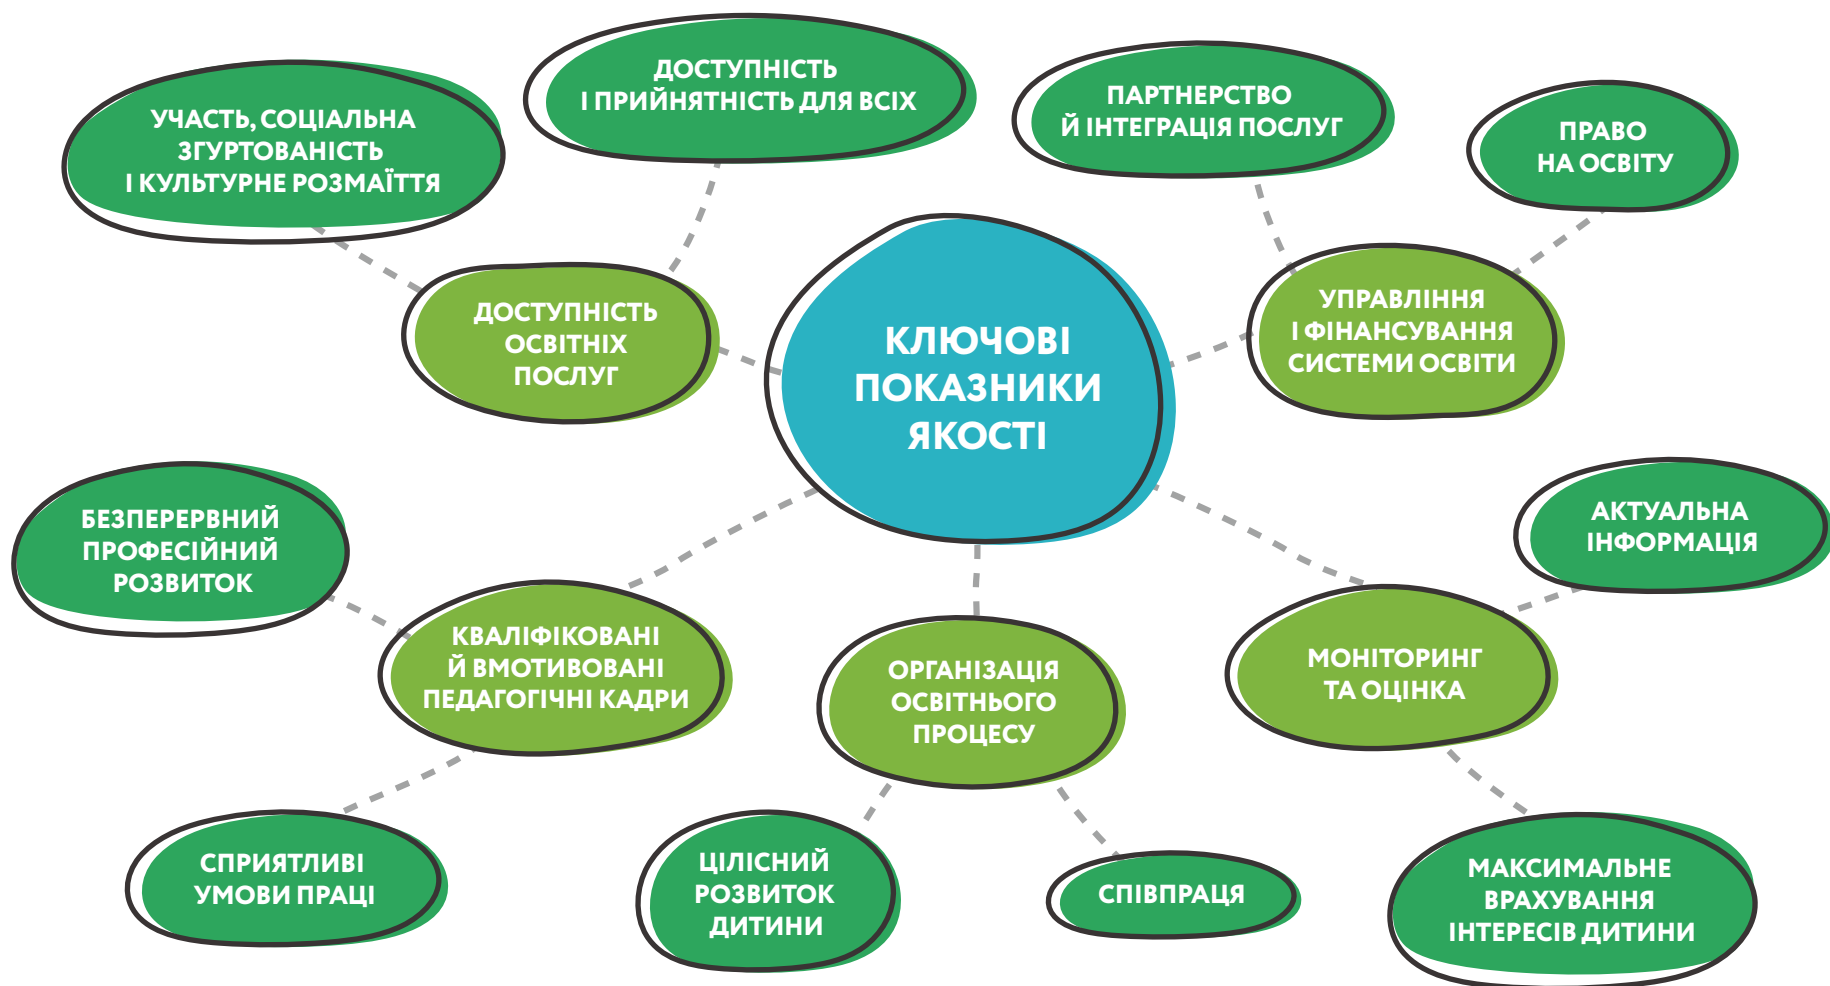 УЧАСТЬ, СОЦІАЛЬНА
ЗГУРТОВАНІСТЬ
І КУЛЬТУРНЕ РОЗМАЇТТЯ
ДОСТУПНІСТЬ
І ПРИЙНЯТНІСТЬ ДЛЯ ВСІХ
ПАРТНЕРСТВО
Й ІНТЕГРАЦІЯ ПОСЛУГ
ПРАВО
НА ОСВІТУ
ДОСТУПНІСТЬ
ОСВІТНІХ
ПОСЛУГ
КЛЮЧОВІ
ПОКАЗНИКИ
ЯКОСТІ
УПРАВЛІННЯ
І ФІНАНСУВАННЯ
СИСТЕМИ ОСВІТИ
БЕЗПЕРЕРВНИЙ
ПРОФЕСІЙНИЙ
РОЗВИТОК
АКТУАЛЬНА
ІНФОРМАЦІЯ
КВАЛІФІКОВАНІ
Й ВМОТИВОВАНІ
ПЕДАГОГІЧНІ КАДРИ
ОРГАНІЗАЦІЯ
ОСВІТНЬОГО
ПРОЦЕСУ
МОНІТОРИНГ
ТА ОЦІНКА
СПРИЯТЛИВІ
УМОВИ ПРАЦІ
ЦІЛІСНИЙ
РОЗВИТОК
ДИТИНИ
СПІВПРАЦЯ
МАКСИМАЛЬНЕ
ВРАХУВАННЯ
ІНТЕРЕСІВ ДИТИНИ